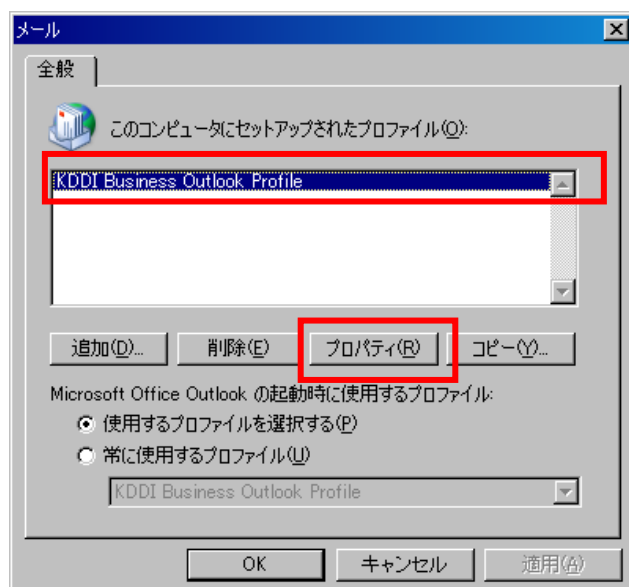 メール
全般
このコンピュータにセットアップされたプロファイル(O):
KDDI Business Outlook Profile
追加(D)... 削除(E) プロパティ(R) コピー(Y)...
Microsoft Office Outlook の起動時に使用するプロファイル:
使用するプロファイルを選択する(P)
常に使用するプロファイル(U)
KDDI Business Outlook Profile
OK キャンセル 適用(A)